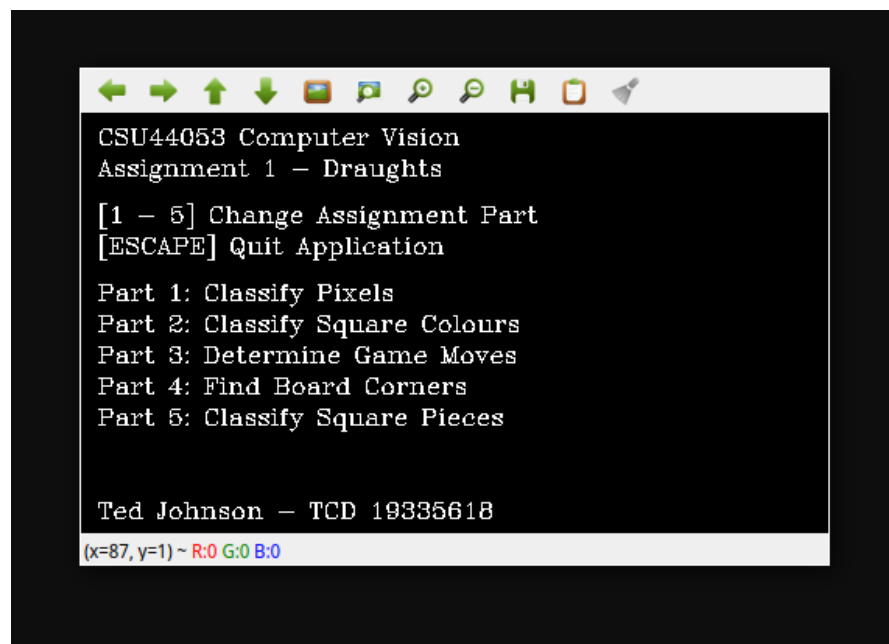 CSU44053 Computer Vision
Assignment 1 – Draughts
[1 – 5] Change Assignment Part
[ESCAPE] Quit Application
Part 1: Classify Pixels
Part 2: Classify Square Colours
Part 3: Determine Game Moves
Part 4: Find Board Corners
Part 5: Classify Square Pieces
Ted Johnson – TCD 19335618
(x=87, y=1) ~ R:0 G:0 B:0